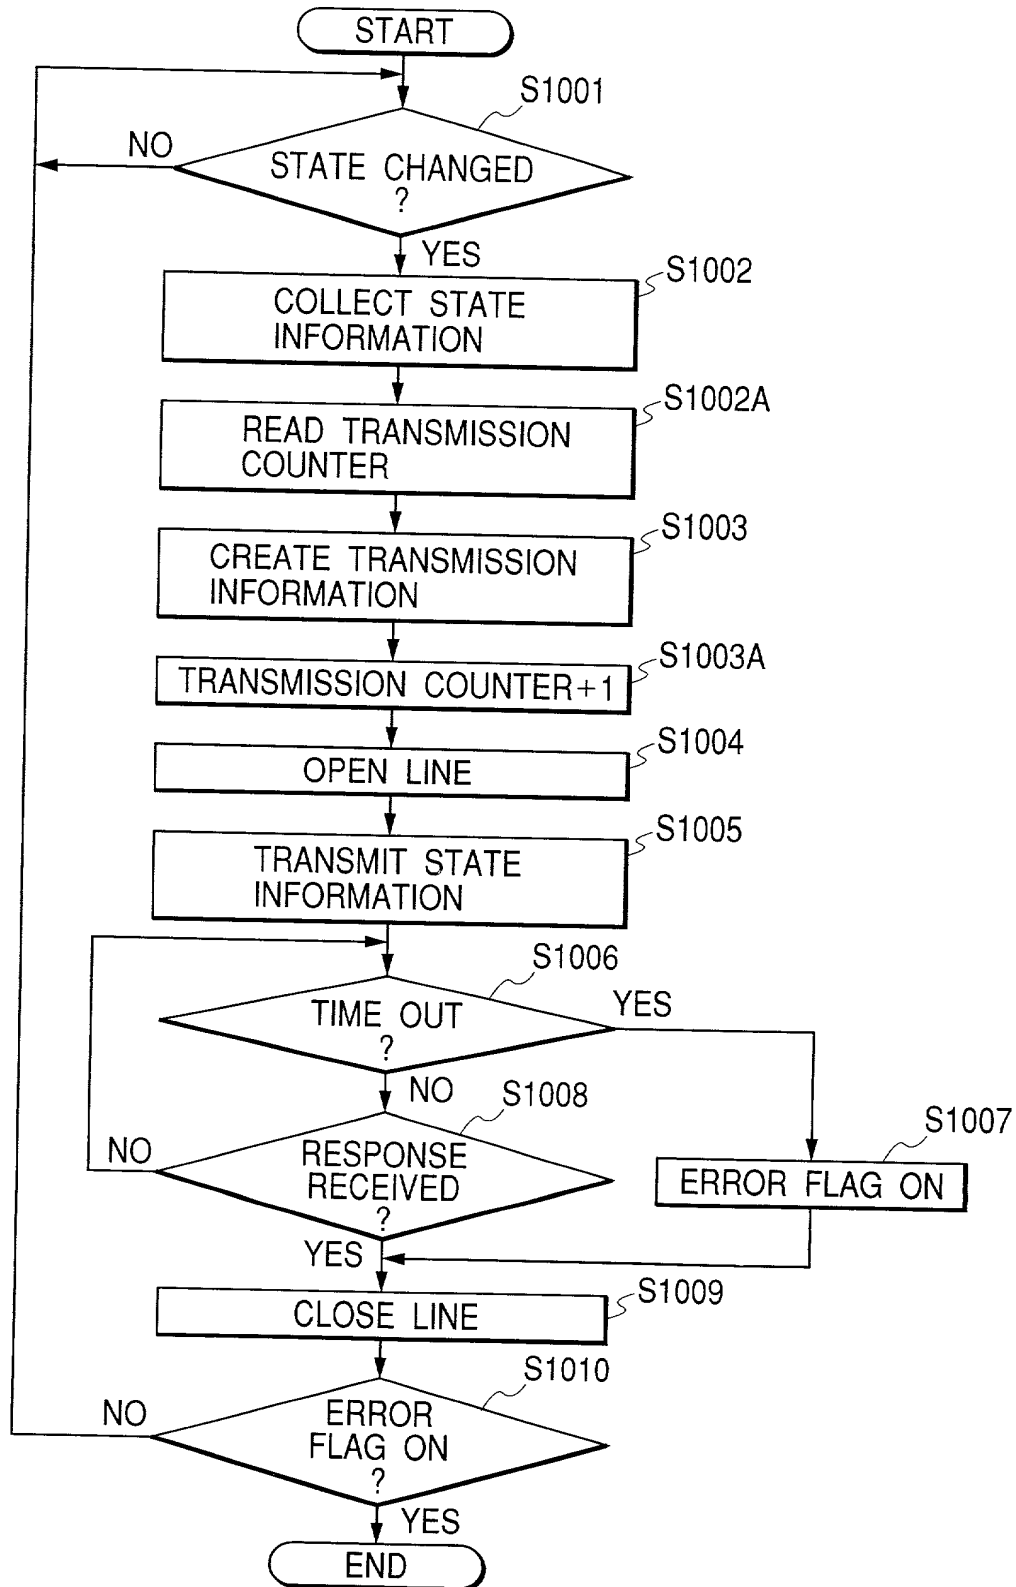 START
S1001
NO
STATE CHANGED
?
YES
S1002
COLLECT STATE
INFORMATION
S1002A
READ TRANSMISSION
COUNTER
S1003
CREATE TRANSMISSION
INFORMATION
S1003A
TRANSMISSION COUNTER+1
S1004
OPEN LINE
S1005
TRANSMIT STATE
INFORMATION
S1006
YES
TIME OUT
?
NO
S1008
NO
RESPONSE
RECEIVED
?
S1007
ERROR FLAG ON
YES
S1009
CLOSE LINE
S1010
NO
ERROR
FLAG ON
?
YES
END